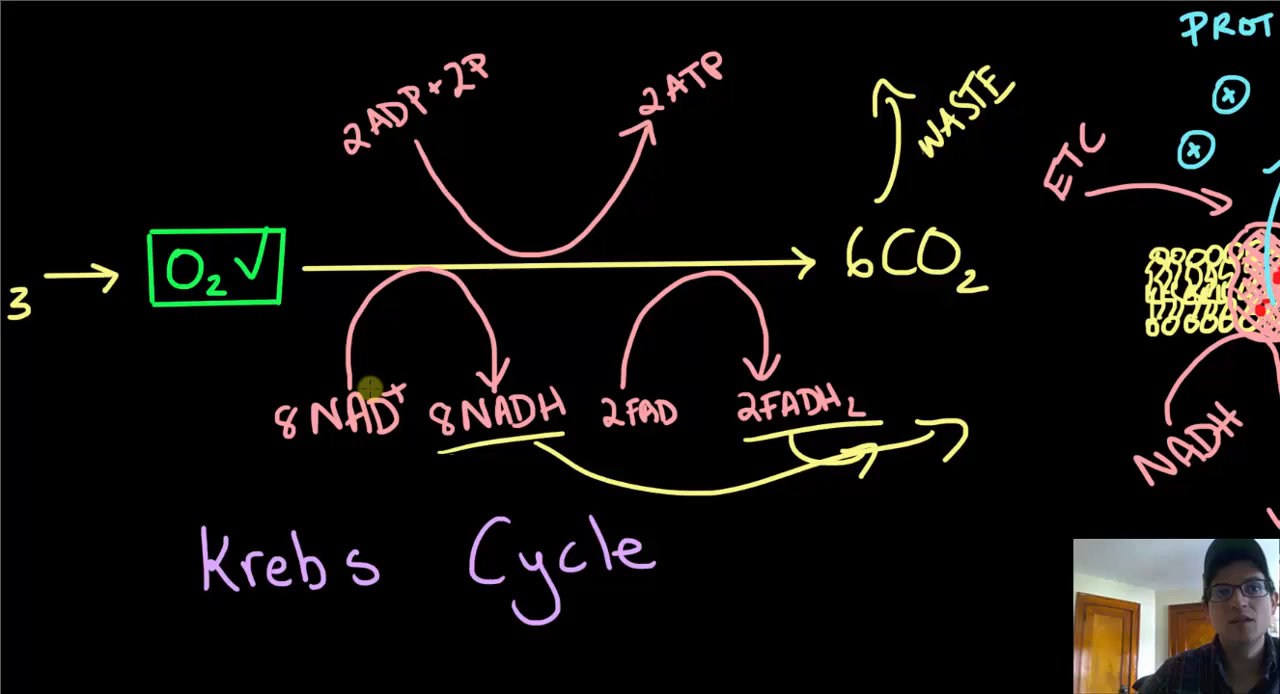 PROT
2ADP+2P
2ATP
WASTE
ETC
3
O₂ ✓
6CO₂
8NAD⁺
8NADH
2FAD
2FADH₂
NADH
Krebs Cycle